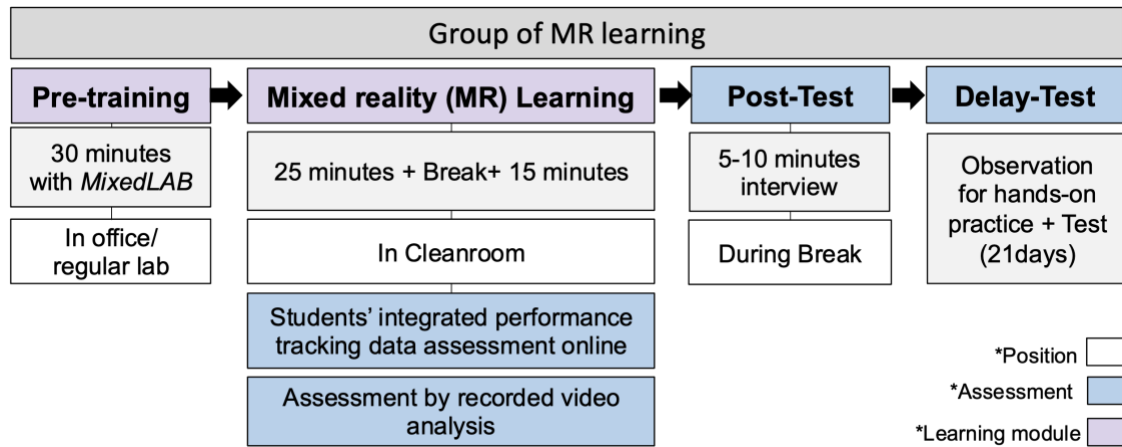 Group of MR learning
Pre-training
Mixed reality (MR) Learning
Post-Test
Delay-Test
30 minutes
with MixedLAB
25 minutes + Break+ 15 minutes
5-10 minutes
interview
Observation
for hands-on
practice + Test
(21days)
In office/
regular lab
In Cleanroom
During Break
Students’ integrated performance
tracking data assessment online
Assessment by recorded video
analysis
*Position
*Assessment
*Learning module